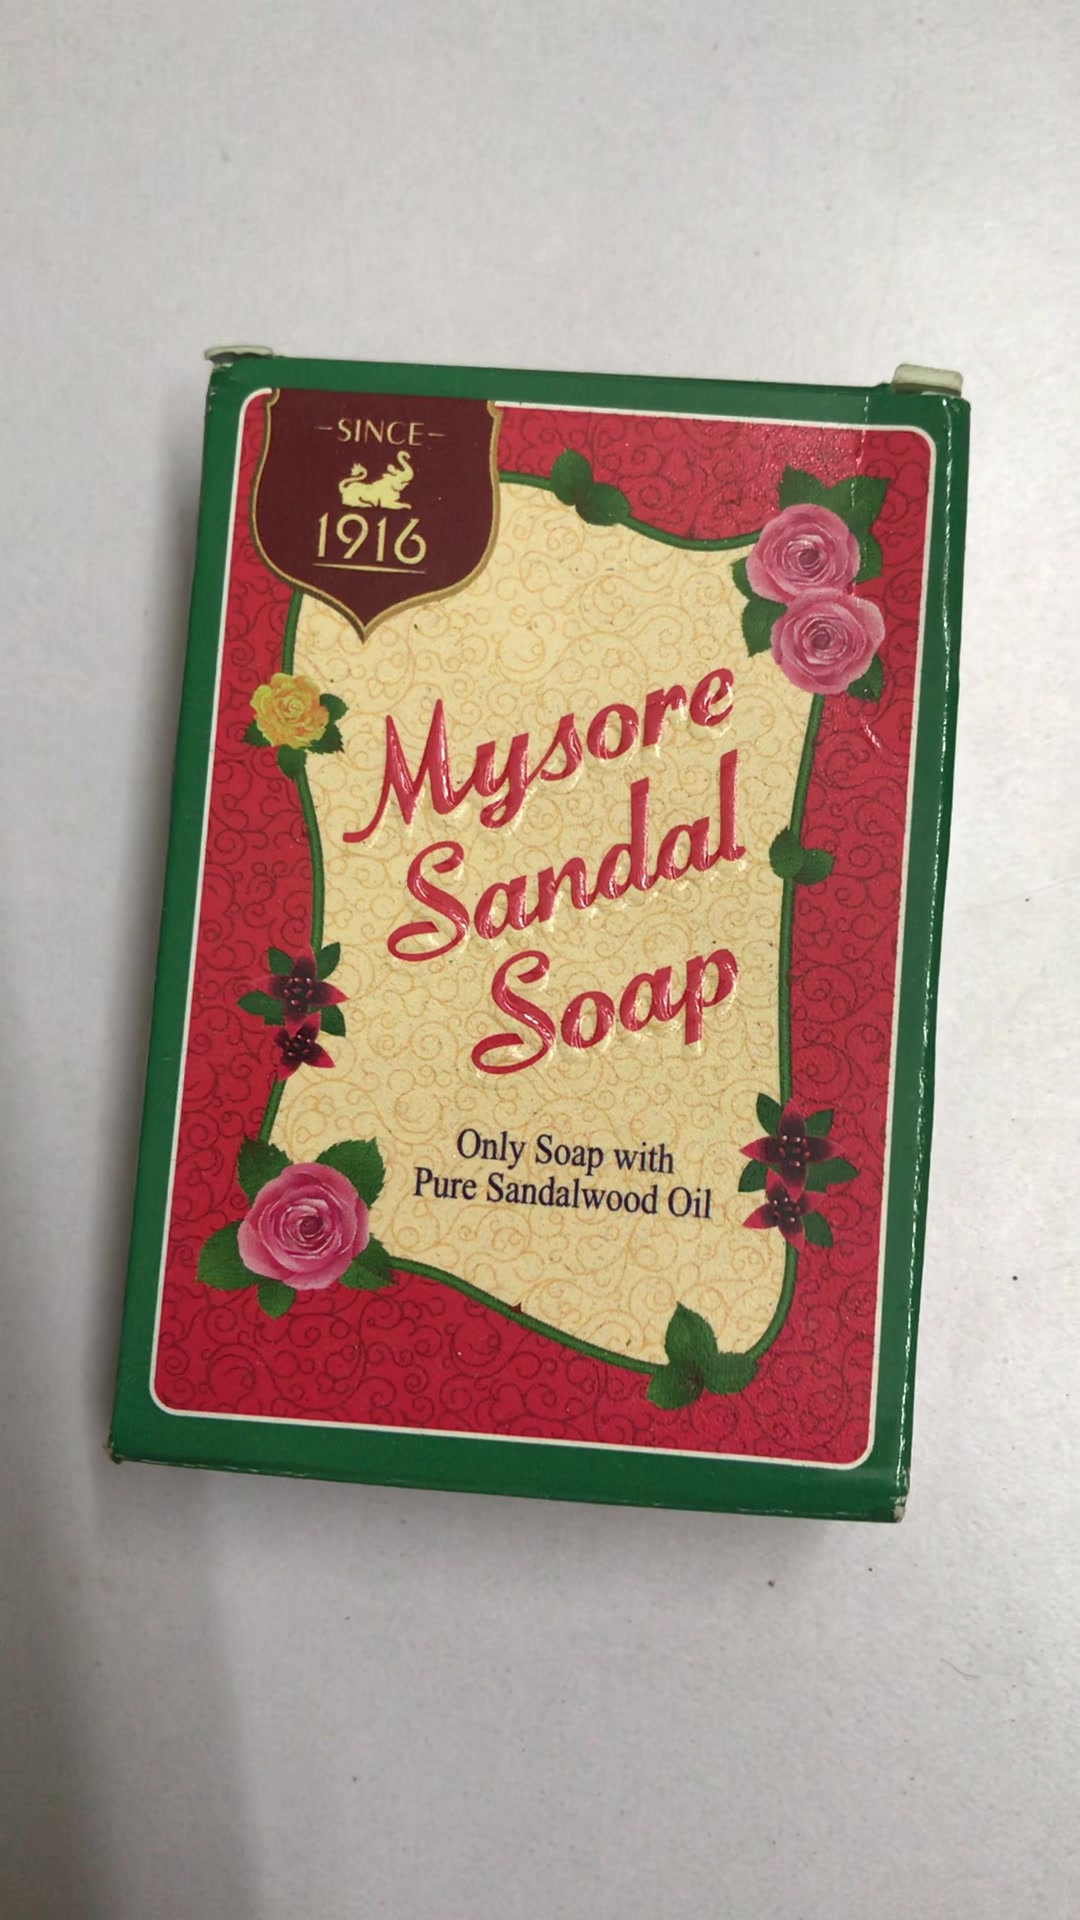 -SINCE-
1916
Mysore
Sandal
Soap
Only Soap with
Pure Sandalwood Oil